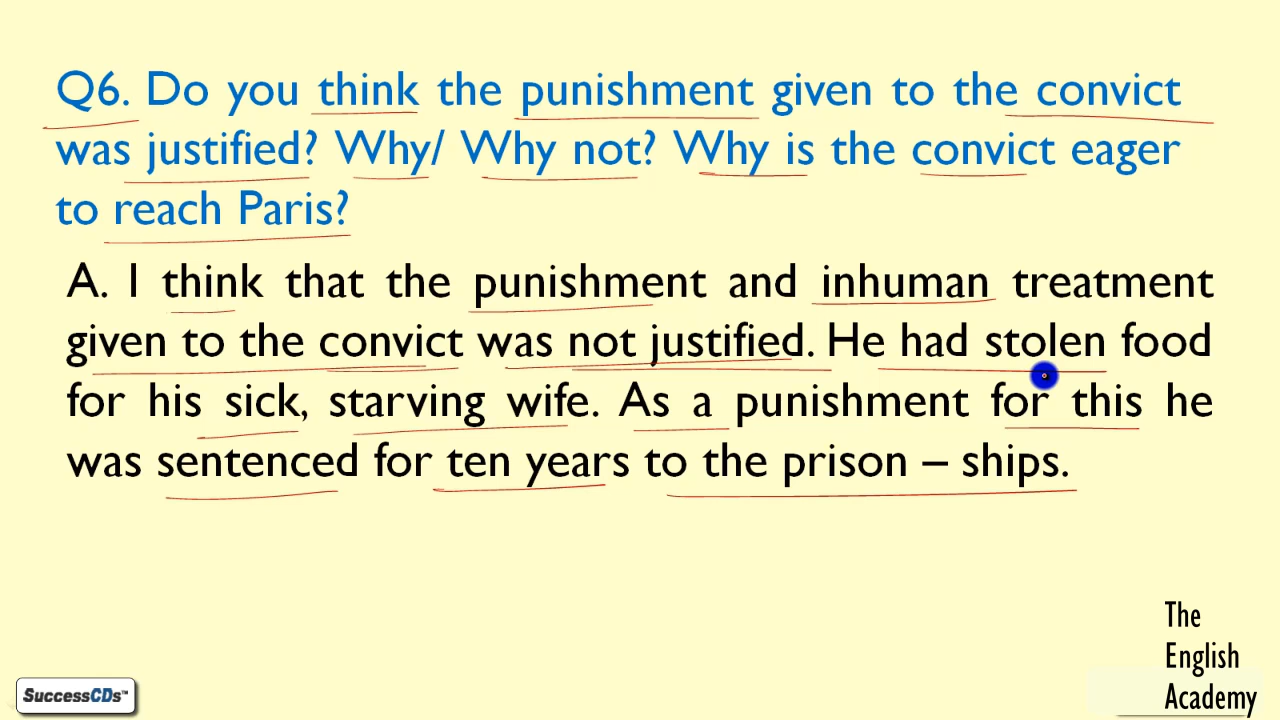 Q6. Do you think the punishment given to the convict
was justified? Why/ Why not? Why is the convict eager
to reach Paris?
A. I think that the punishment and inhuman treatment
given to the convict was not justified. He had stolen food
for his sick, starving wife. As a punishment for this he
was sentenced for ten years to the prison – ships.
The
English
Academy
SuccessCDs™